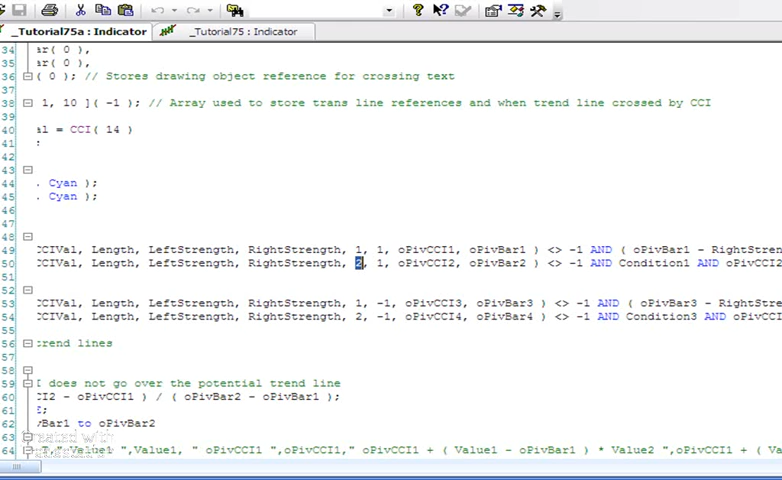 _Tutorial75a : Indicator _Tutorial75 : Indicator
34 ar( 0 ),
35 ar( 0 ),
36 ( 0 ); // Stores drawing object reference for crossing text
37
38 1, 10 ]( -1 ); // Array used to store trans line references and when trend line crossed by CCI
39
40 al = CCI( 14 )
41 :
42
43
44 . Cyan );
45 . Cyan );
46
47
48
49 CCIVal, Length, LeftStrength, RightStrength, 1, 1, oPivCCI1, oPivBar1 ) <> -1 AND ( oPivBar1 - RightStren
50 CCIVal, Length, LeftStrength, RightStrength, 2, 1, oPivCCI2, oPivBar2 ) <> -1 AND Condition1 AND oPivCCI2
51
52
53 CCIVal, Length, LeftStrength, RightStrength, 1, -1, oPivCCI3, oPivBar3 ) <> -1 AND ( oPivBar3 - RightStre
54 CCIVal, Length, LeftStrength, RightStrength, 2, -1, oPivCCI4, oPivBar4 ) <> -1 AND Condition3 AND oPivCC
55
56 trend lines
57
58
59 I does not go over the potential trend line
60 CI2 - oPivCCI1 ) / ( oPivBar2 - oPivBar1 );
61 ;
62 vBar1 to oPivBar2
63
64 T," Value1 ",Value1, " oPivCCI1 ",oPivCCI1," oPivCCI1 + ( Value1 - oPivBar1 ) * Value2 ",oPivCCI1 + ( Va